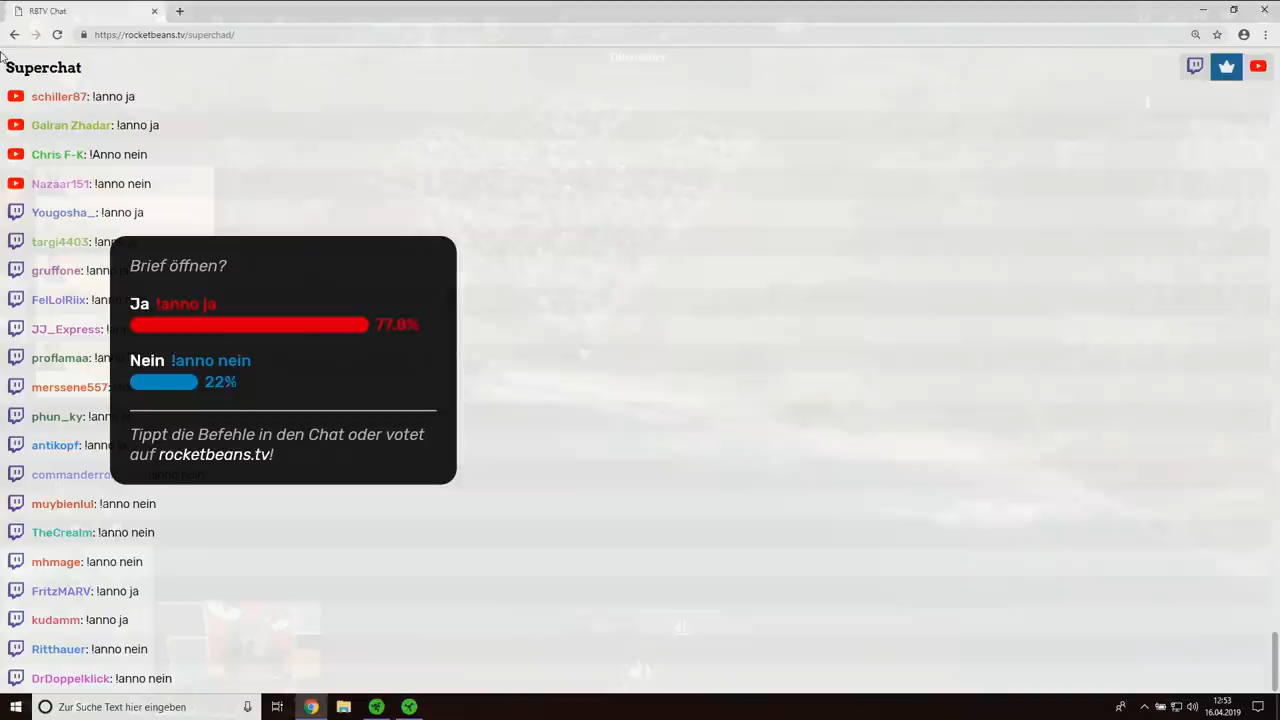 RBTV Chat
https://rocketbeans.tv/superchad/
Superchat
schiller87: !anno ja
Galran Zhadar: !anno ja
Chris F-K: !Anno nein
Nazaar151: !anno nein
Yougosha_: !anno ja
targi4403:
gruffone:
FelLolRiix:
JJ_Express:
proflamaa:
merssene557:
phun_ky:
antikopf:
muybienlul: !anno nein
TheCrealm: !anno nein
mhmage: !anno nein
FritzMARV: !anno ja
kudamm: !anno ja
Ritthauer: !anno nein
DrDoppelklick: !anno nein
Brief öffnen?
Ja !anno ja
Nein !anno nein
22%
Tippt die Befehle in den Chat oder votet
auf rocketbeans.tv!
Zur Suche Text hier eingeben
12:53
16.04.2019